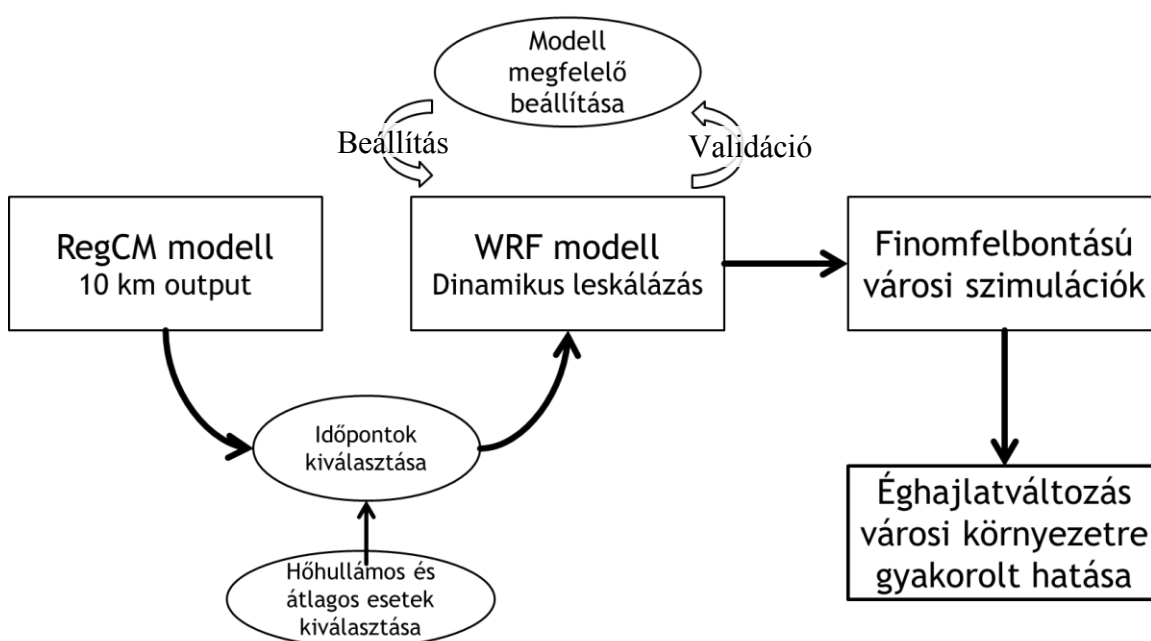 Modell
megfelelő
beállítása
Beállítás
Validáció
RegCM modell
10 km output
WRF modell
Dinamikus leskálázás
Finomfelbontású
városi szimulációk
Időpontok
kiválasztása
Hőhullámos és
átlagos esetek
kiválasztása
Éghajlatváltozás
városi környezetre
gyakorolt hatása